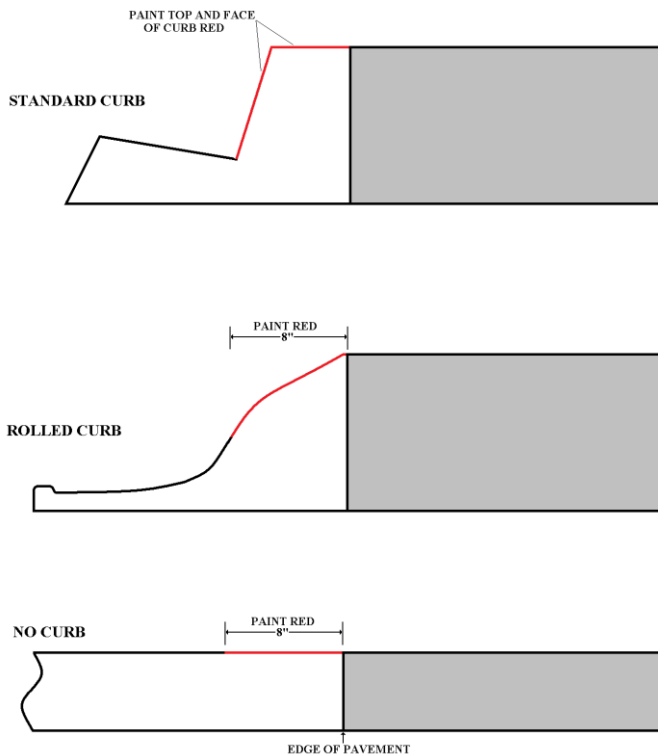 PAINT TOP AND FACE
OF CURB RED
STANDARD CURB
PAINT RED
8"
ROLLED CURB
PAINT RED
8"
NO CURB
EDGE OF PAVEMENT